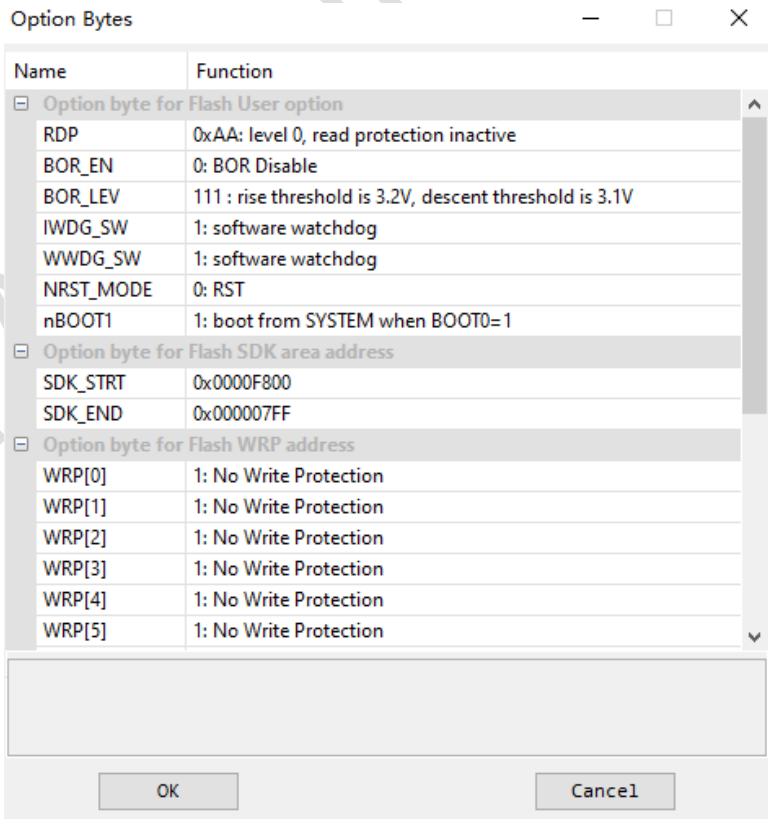 Option Bytes
Name Function
Option byte for Flash User option
RDP 0xAA: level 0, read protection inactive
BOR_EN 0: BOR Disable
BOR_LEV 111 : rise threshold is 3.2V, descent threshold is 3.1V
IWDG_SW 1: software watchdog
WWDG_SW 1: software watchdog
NRST_MODE 0: RST
nBOOT1 1: boot from SYSTEM when BOOT0=1
Option byte for Flash SDK area address
SDK_STRT 0x0000F800
SDK_END 0x000007FF
Option byte for Flash WRP address
WRP[0] 1: No Write Protection
WRP[1] 1: No Write Protection
WRP[2] 1: No Write Protection
WRP[3] 1: No Write Protection
WRP[4] 1: No Write Protection
WRP[5] 1: No Write Protection
OK Cancel